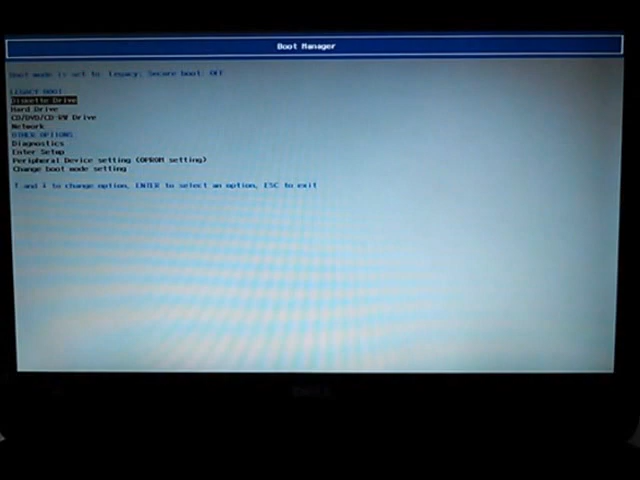 Boot Manager
Boot mode is set to: Legacy; Secure boot: OFF
LEGACY BOOT:
Diskette Drive
Hard Drive
CD/DVD/CD-RW Drive
Network
OTHER OPTIONS:
Diagnostics
Enter Setup
Peripheral Device setting (OPROM setting)
Change boot mode setting
↑ and ↓ to change option, ENTER to select an option, ESC to exit
DELL